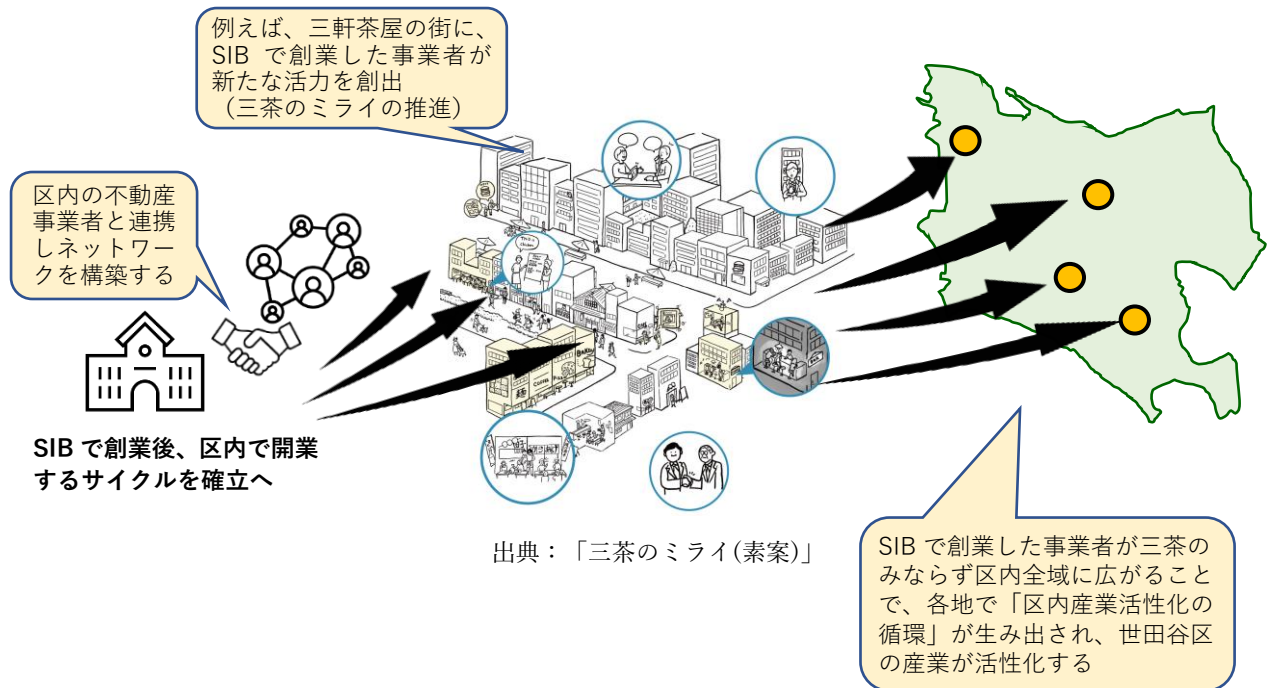 例えば、三軒茶屋の街に、
SIB で創業した事業者が
新たな活力を創出
（三茶のミライの推進）
区内の不動産
事業者と連携
しネットワー
クを構築する
SIB で創業後、区内で開業
するサイクルを確立へ
出典：「三茶のミライ(素案)」
SIB で創業した事業者が三茶の
みならず区内全域に広がること
で、各地で「区内産業活性化の
循環」が生み出され、世田谷区
の産業が活性化する